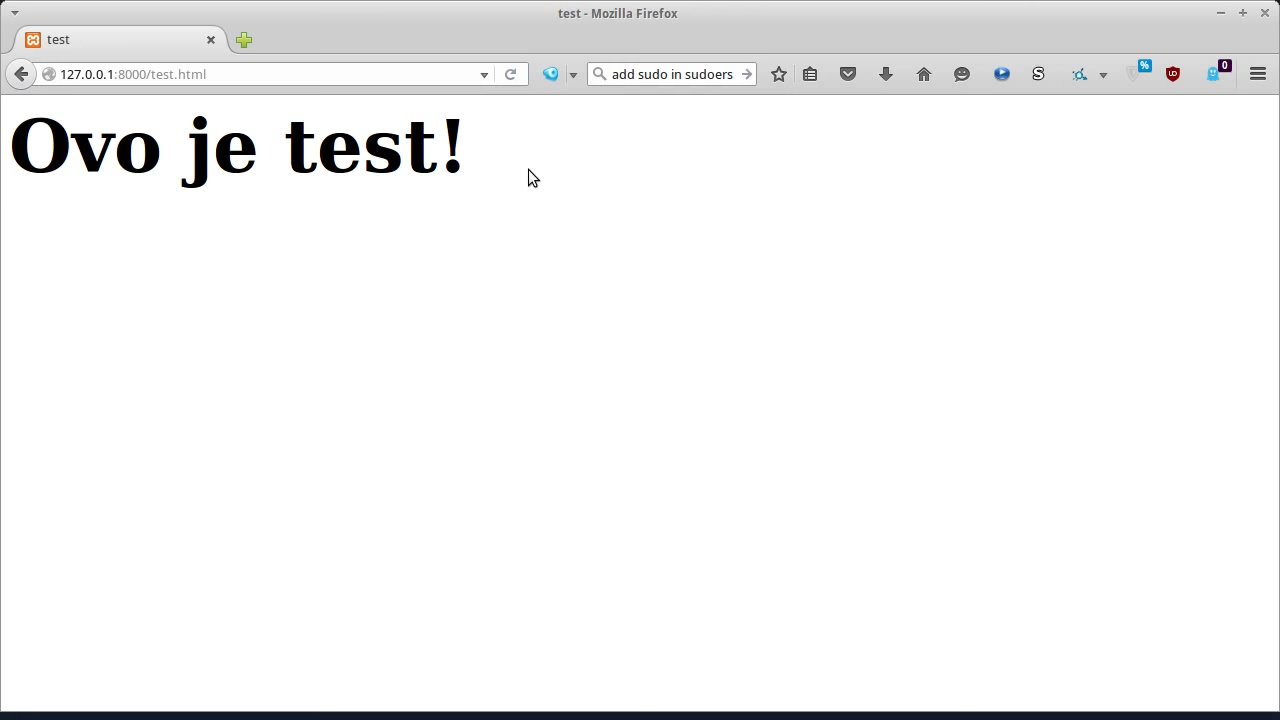 test - Mozilla Firefox
test
127.0.0.1:8000/test.html
add sudo in sudoers
S
%
UD
0
Ovo je test!